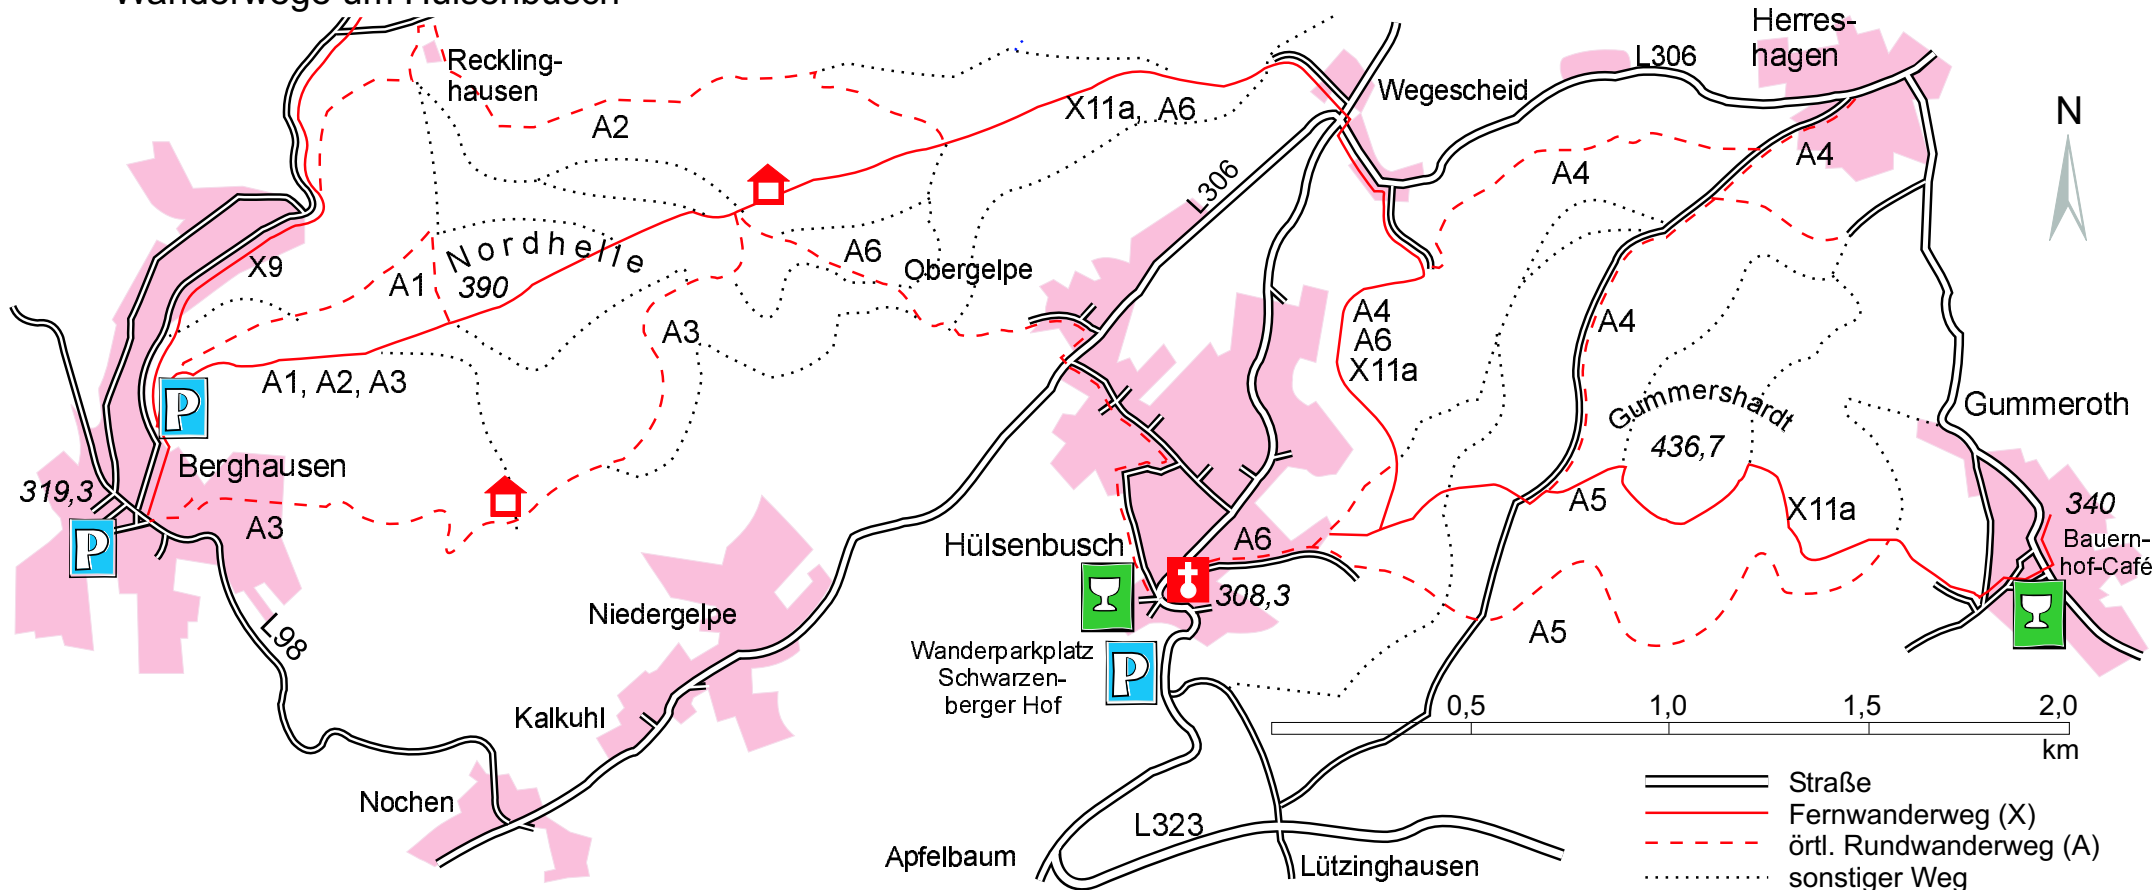 Wanderwege um Hülsenbusch
Reckling-
hausen
A2
X11a, A6
Wegescheid
L306
Herres-
hagen
N
A4
A4
L306
X9
A1
Nordhelle
390
A6
Obergelpe
A3
A4
A6
X11a
A4
A1, A2, A3
P
Gummershardt
436,7
Gummeroth
Berghausen
319,3
A3
P
A5
X11a
340
Bauern-
hof-Café
Hülsenbusch
A6
308,3
Niedergelpe
A5
L98
Wanderparkplatz
Schwarzen-
berger Hof
P
Kalkuhl
0,5
1,0
1,5
2,0
km
Nochen
L323
Apfelbaum
Lützinghausen
Straße
Fernwanderweg (X)
örtl. Rundwanderweg (A)
sonstiger Weg